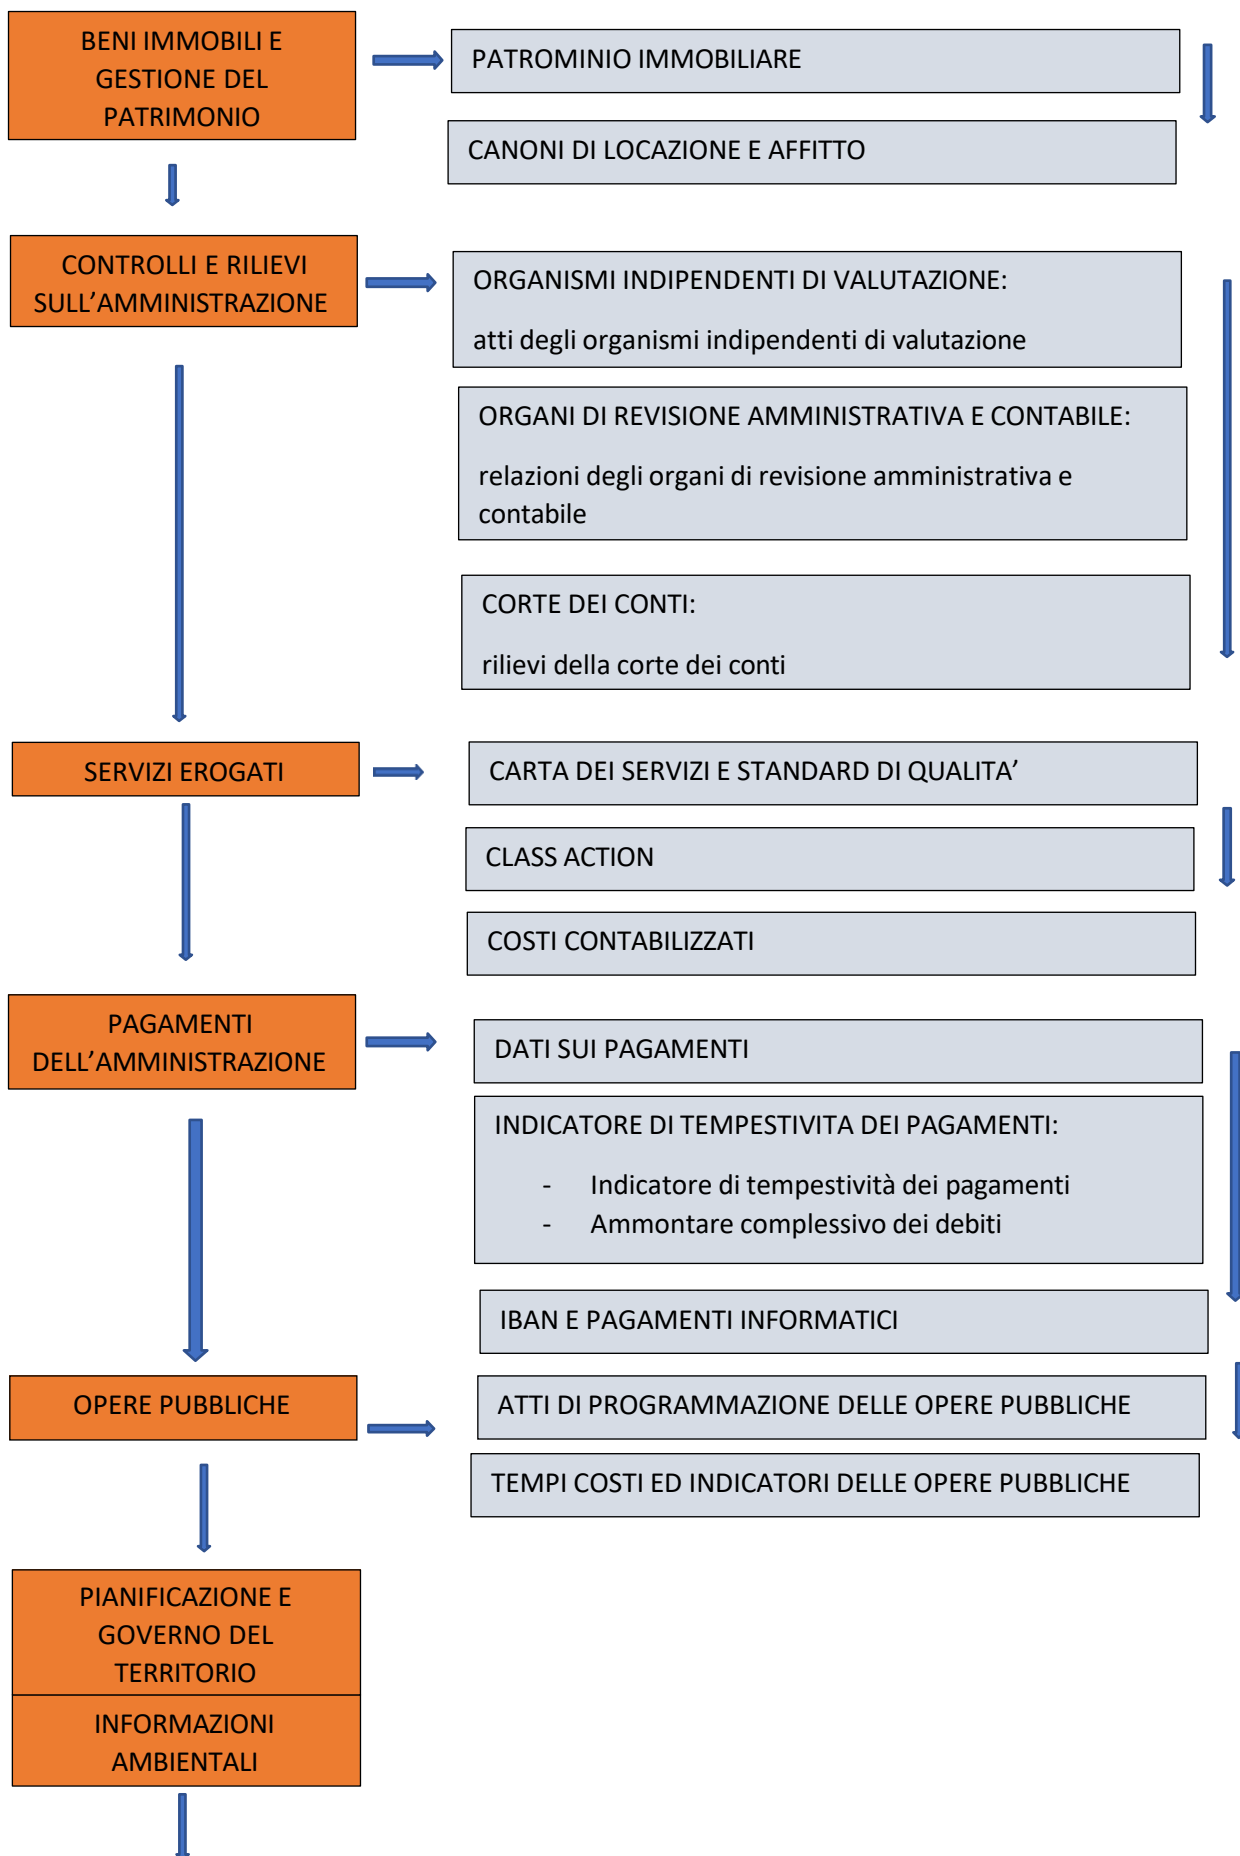 BENI IMMOBILI E
GESTIONE DEL
PATRIMONIO
PATROMINIO IMMOBILIARE
CANONI DI LOCAZIONE E AFFITTO
CONTROLLI E RILIEVI
SULL’AMMINISTRAZIONE
ORGANISMI INDIPENDENTI DI VALUTAZIONE:
atti degli organismi indipendenti di valutazione
ORGANI DI REVISIONE AMMINISTRATIVA E CONTABILE:
relazioni degli organi di revisione amministrativa e
contabile
CORTE DEI CONTI:
rilievi della corte dei conti
SERVIZI EROGATI
CARTA DEI SERVIZI E STANDARD DI QUALITA’
CLASS ACTION
COSTI CONTABILIZZATI
PAGAMENTI
DELL’AMMINISTRAZIONE
DATI SUI PAGAMENTI
INDICATORE DI TEMPESTIVITA DEI PAGAMENTI:
- Indicatore di tempestività dei pagamenti
- Ammontare complessivo dei debiti
IBAN E PAGAMENTI INFORMATICI
OPERE PUBBLICHE
ATTI DI PROGRAMMAZIONE DELLE OPERE PUBBLICHE
TEMPI COSTI ED INDICATORI DELLE OPERE PUBBLICHE
PIANIFICAZIONE E
GOVERNO DEL
TERRITORIO
INFORMAZIONI
AMBIENTALI